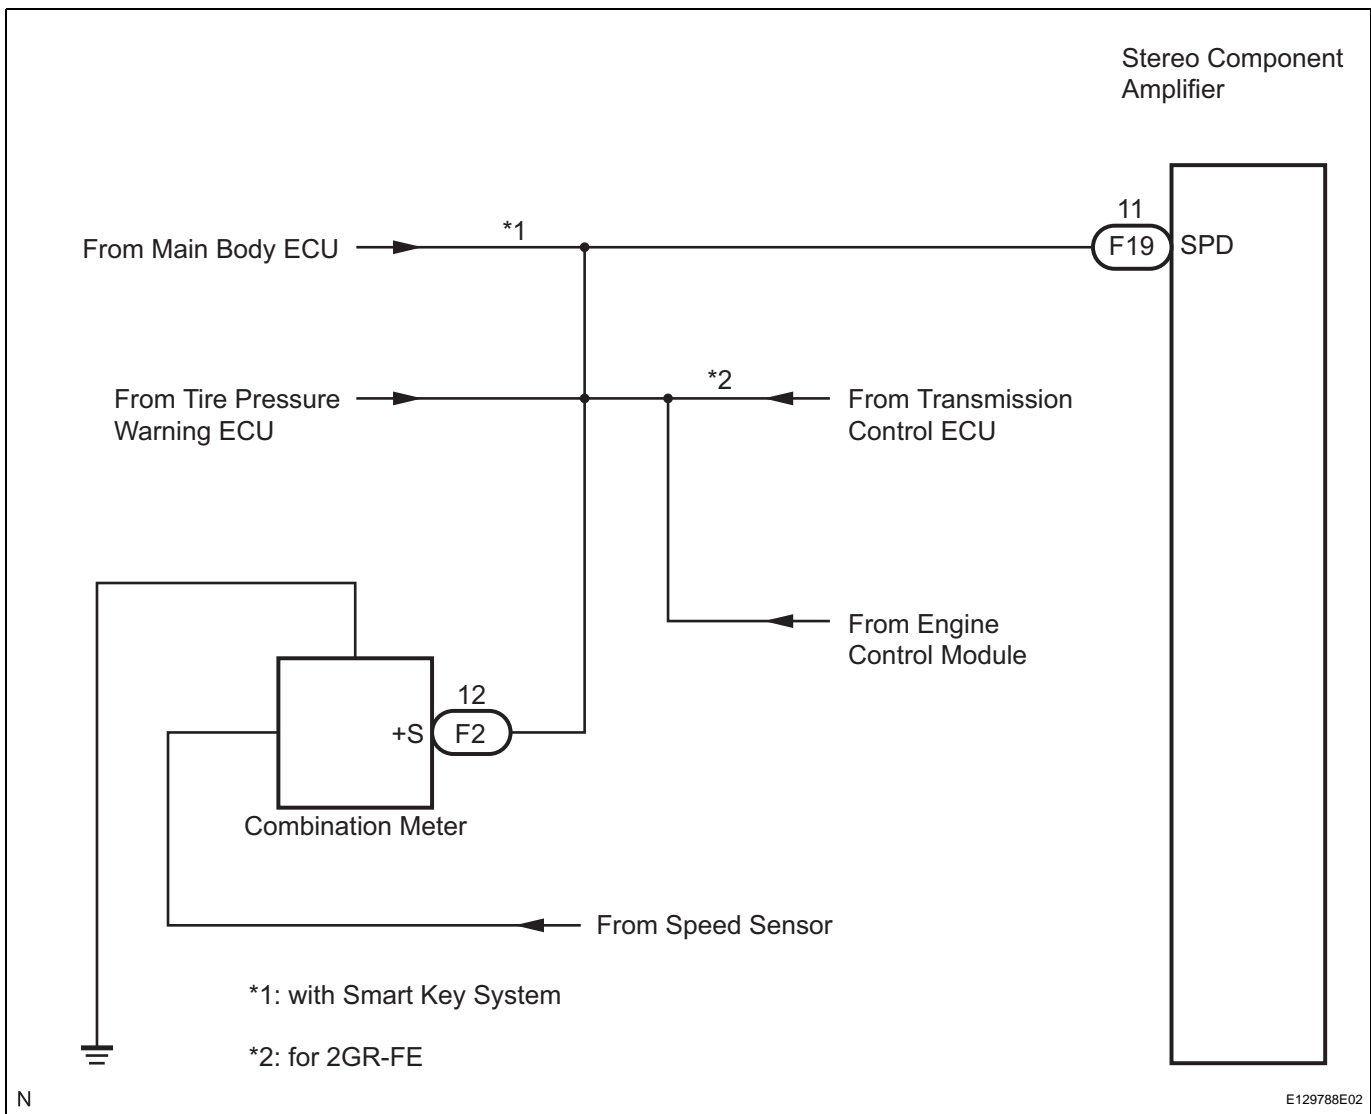 Stereo Component
Amplifier
11
*1
From Main Body ECU
F19
SPD
*2
From Tire Pressure
Warning ECU
From Transmission
Control ECU
From Engine
Control Module
12
+S
F2
Combination Meter
From Speed Sensor
*1: with Smart Key System
*2: for 2GR-FE
N
E129788E02